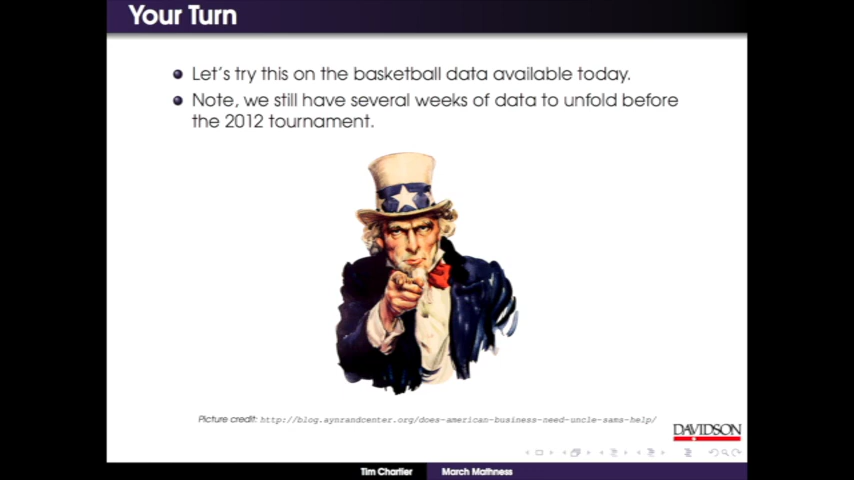 Your Turn
Let's try this on the basketball data available today.
Note, we still have several weeks of data to unfold before
the 2012 tournament.
Picture credit: http://blog.aynrandcenter.org/does-american-business-need-uncle-sams-help/
DAVIDSON
Tim Chartier March Mathness